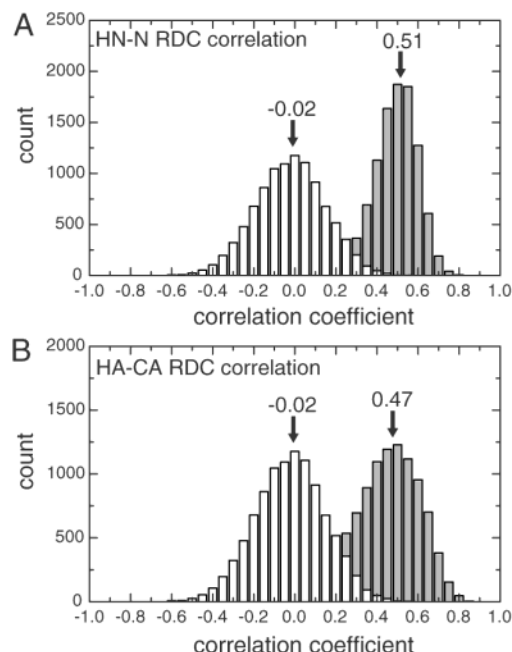 A
HN-N RDC correlation
0.51
-0.02
2500
2000
1500
1000
500
0
count
-1.0 -0.8 -0.6 -0.4 -0.2 0.0 0.2 0.4 0.6 0.8 1.0
correlation coefficient
B
HA-CA RDC correlation
-0.02
0.47
2000
1500
1000
500
0
count
-1.0 -0.8 -0.6 -0.4 -0.2 0.0 0.2 0.4 0.6 0.8 1.0
correlation coefficient